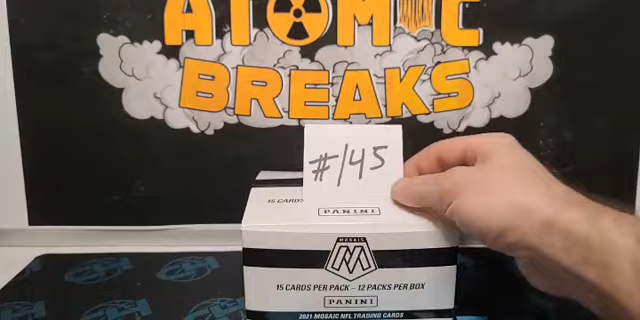 ATOMIC
BREAKS
#/45
15 CARDS
PANINI
MOSAIC
15 CARDS PER PACK – 12 PACKS PER BOX
PANINI
2021 MOSAIC NFL TRADING CARDS